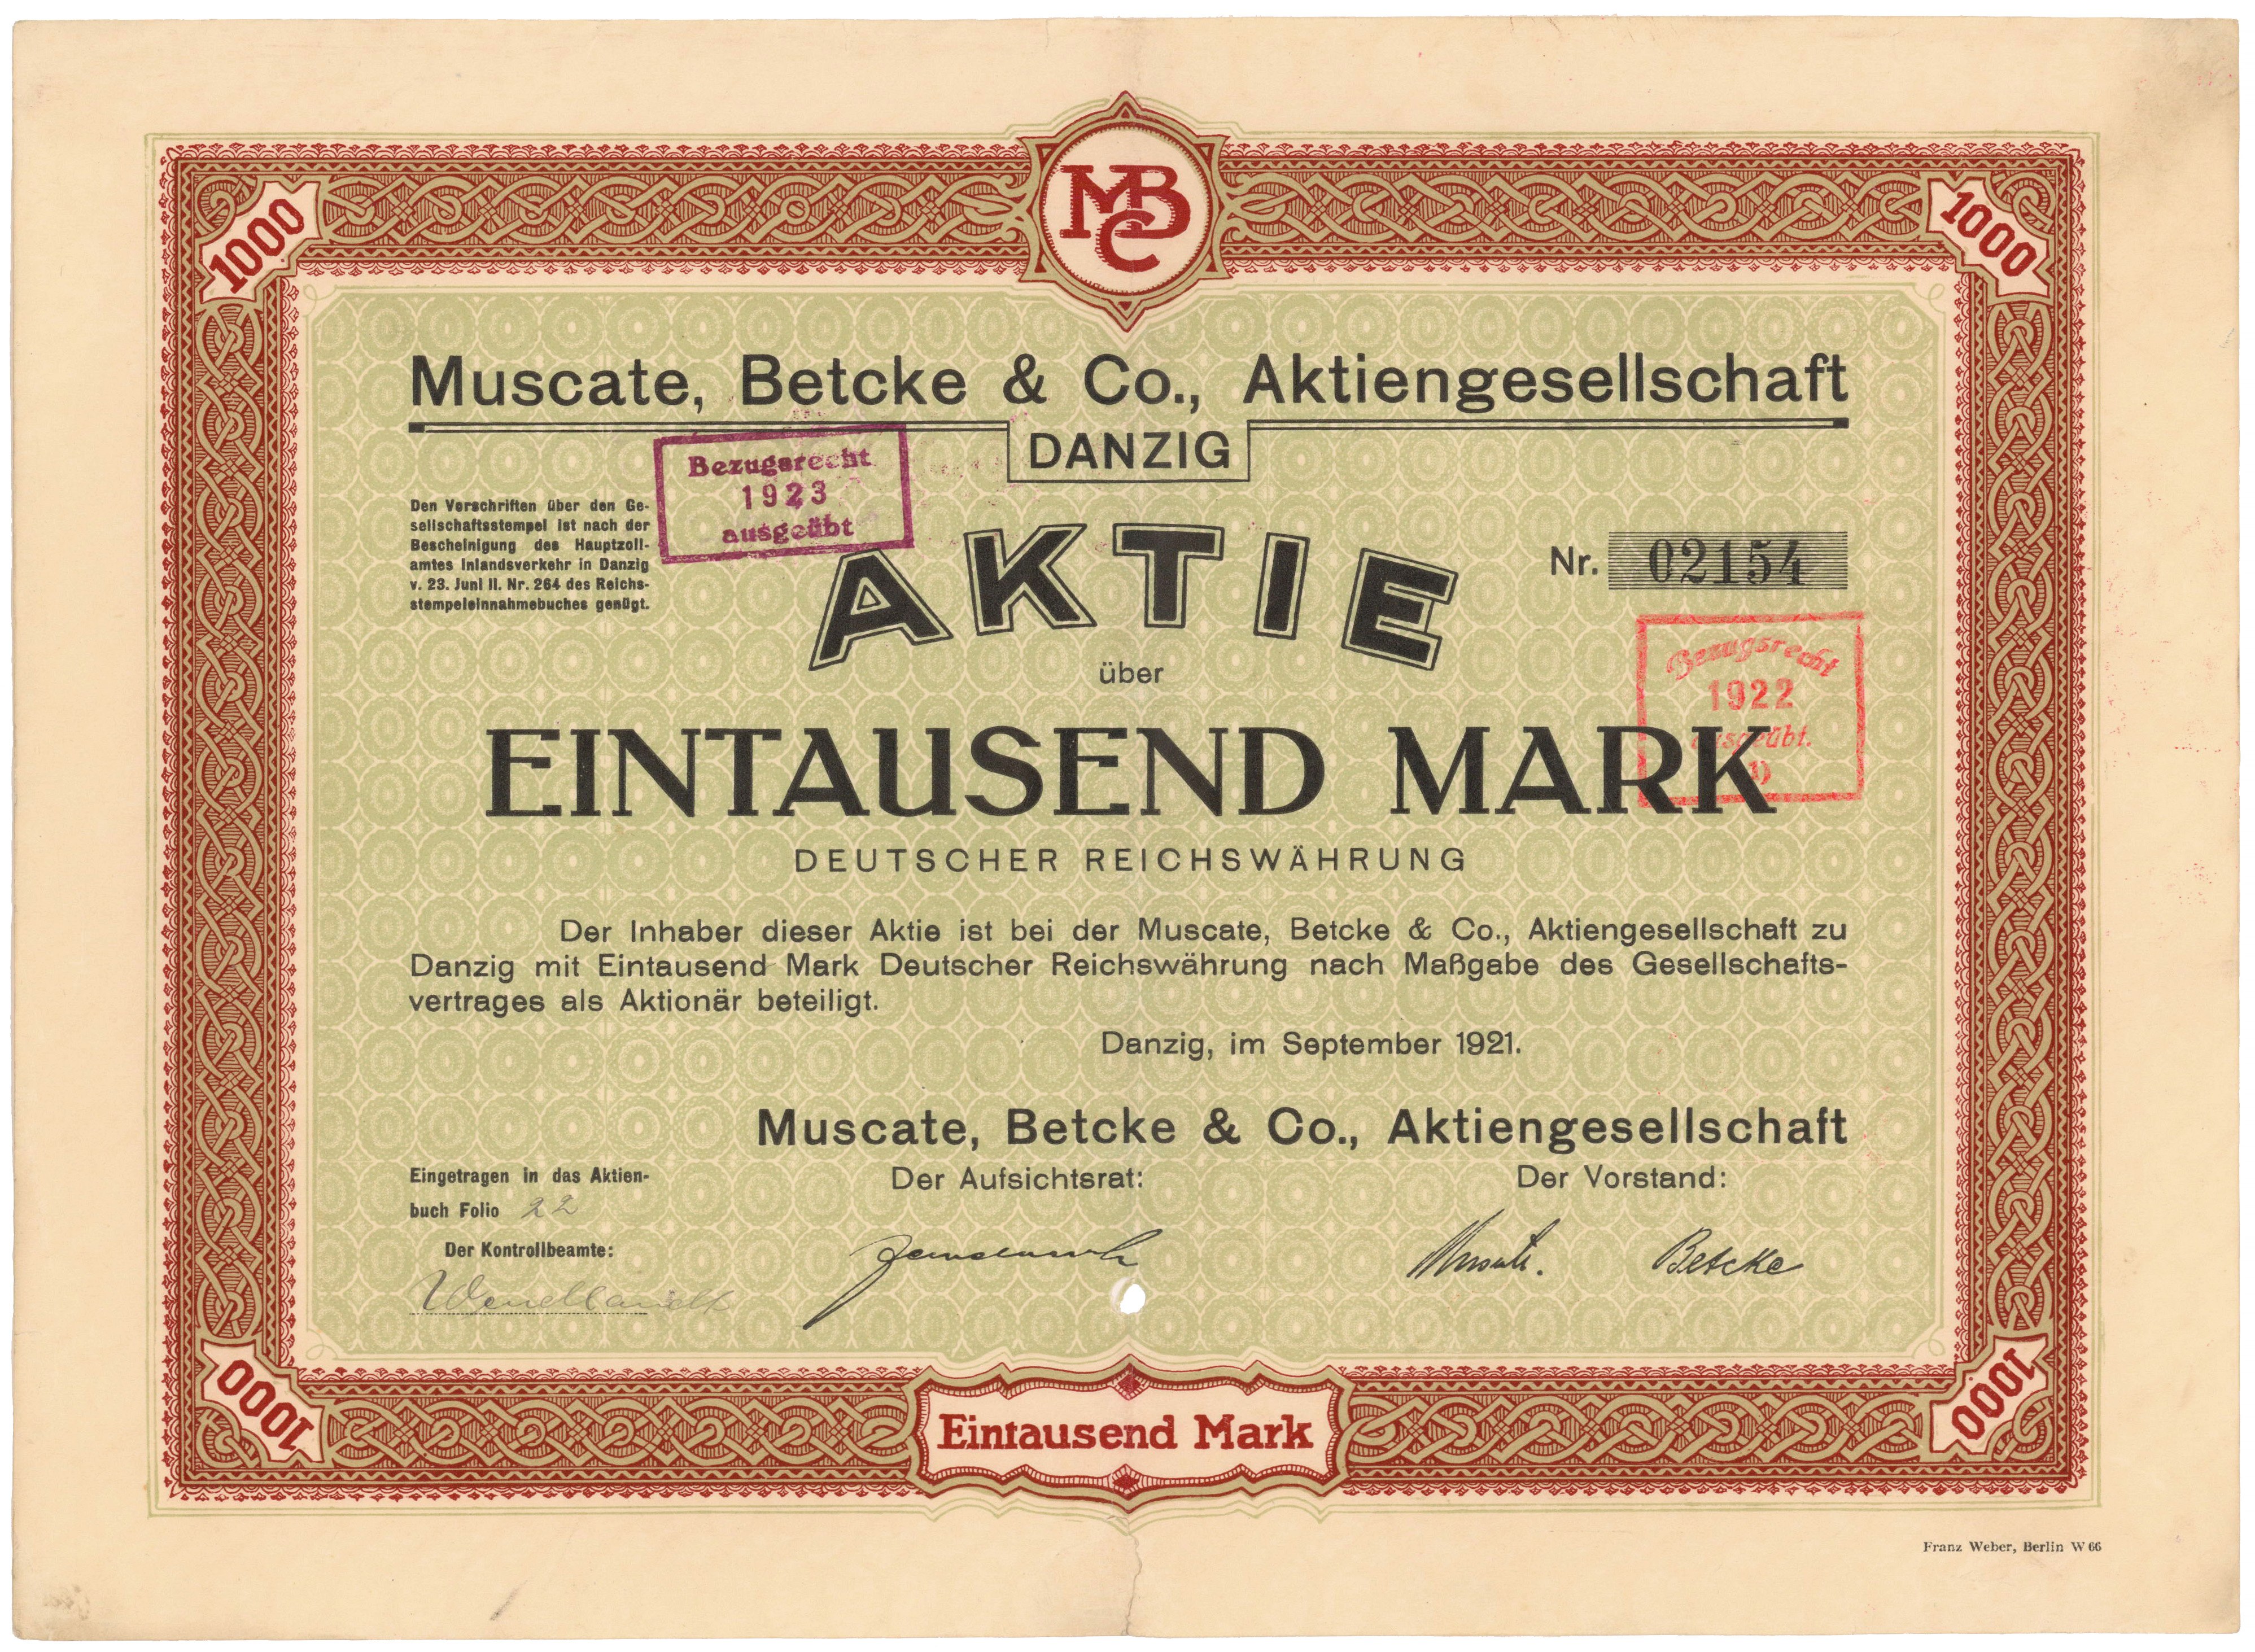 MBC
1000
1000
Muscate, Betcke & Co., Aktiengesellschaft
DANZIG
Bezugsrecht
1923
ausgeübt
Den Vorschriften über den Ge-
sellschaftsstempel ist nach der
Bescheinigung des Hauptzoll-
amtes Inlandsverkehr in Danzig
v. 23. Juni II. Nr. 264 des Reichs-
stempeleinnahmebuches genügt.
AKTIE
Nr. 02154
über
Bezugsrecht
1922
ausgeübt.
EINTAUSEND MARK
DEUTSCHER REICHSWÄHRUNG
Der Inhaber dieser Aktie ist bei der Muscate, Betcke & Co., Aktiengesellschaft zu
Danzig mit Eintausend Mark Deutscher Reichswährung nach Maßgabe des Gesellschafts-
vertrages als Aktionär beteiligt.
Danzig, im September 1921.
Muscate, Betcke & Co., Aktiengesellschaft
Der Aufsichtsrat:
Der Vorstand:
Eingetragen in das Aktien-
buch Folio 22
Der Kontrollbeamte:
Muscate. Betcke
1000
Eintausend Mark
1000
Franz Weber, Berlin W 66